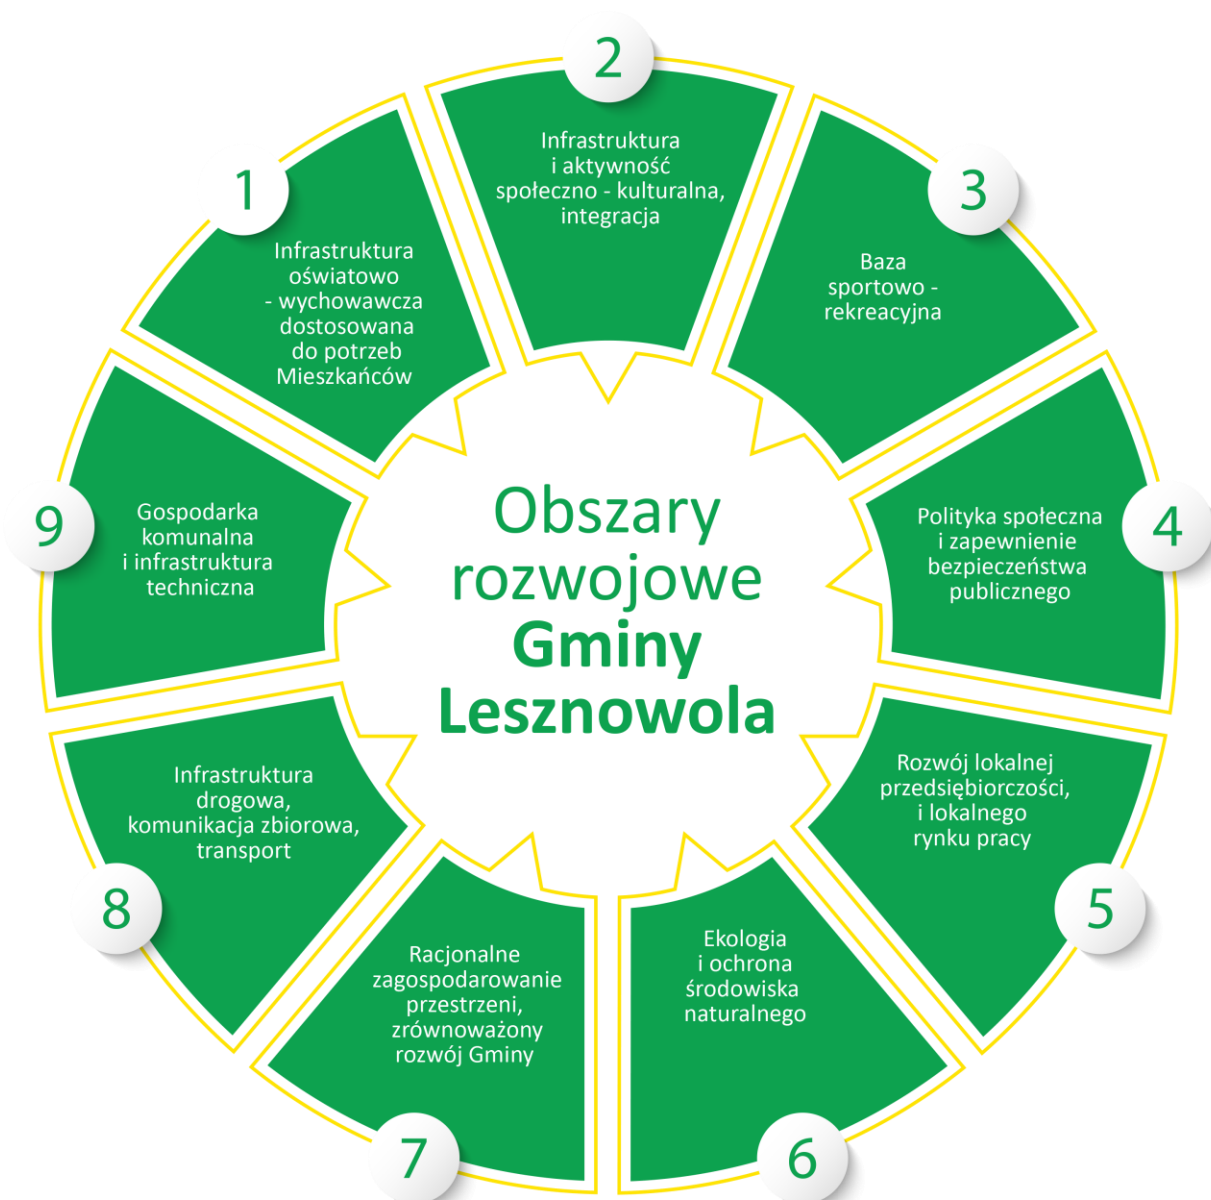 Obszary
rozwojowe
Gminy
Lesznowola
1
Infrastruktura
oświatowo
- wychowawcza
dostosowana
do potrzeb
Mieszkańców
2
Infrastruktura
i aktywność
społeczno - kulturalna,
integracja
3
Baza
sportowo -
rekreacyjna
4
Polityka społeczna
i zapewnienie
bezpieczeństwa
publicznego
5
Rozwój lokalnej
przedsiębiorczości,
i lokalnego
rynku pracy
6
Ekologia
i ochrona
środowiska
naturalnego
7
Racjonalne
zagospodarowanie
przestrzeni,
zrównoważony
rozwój Gminy
8
Infrastruktura
drogowa,
komunikacja zbiorowa,
transport
9
Gospodarka
komunalna
i infrastruktura
techniczna